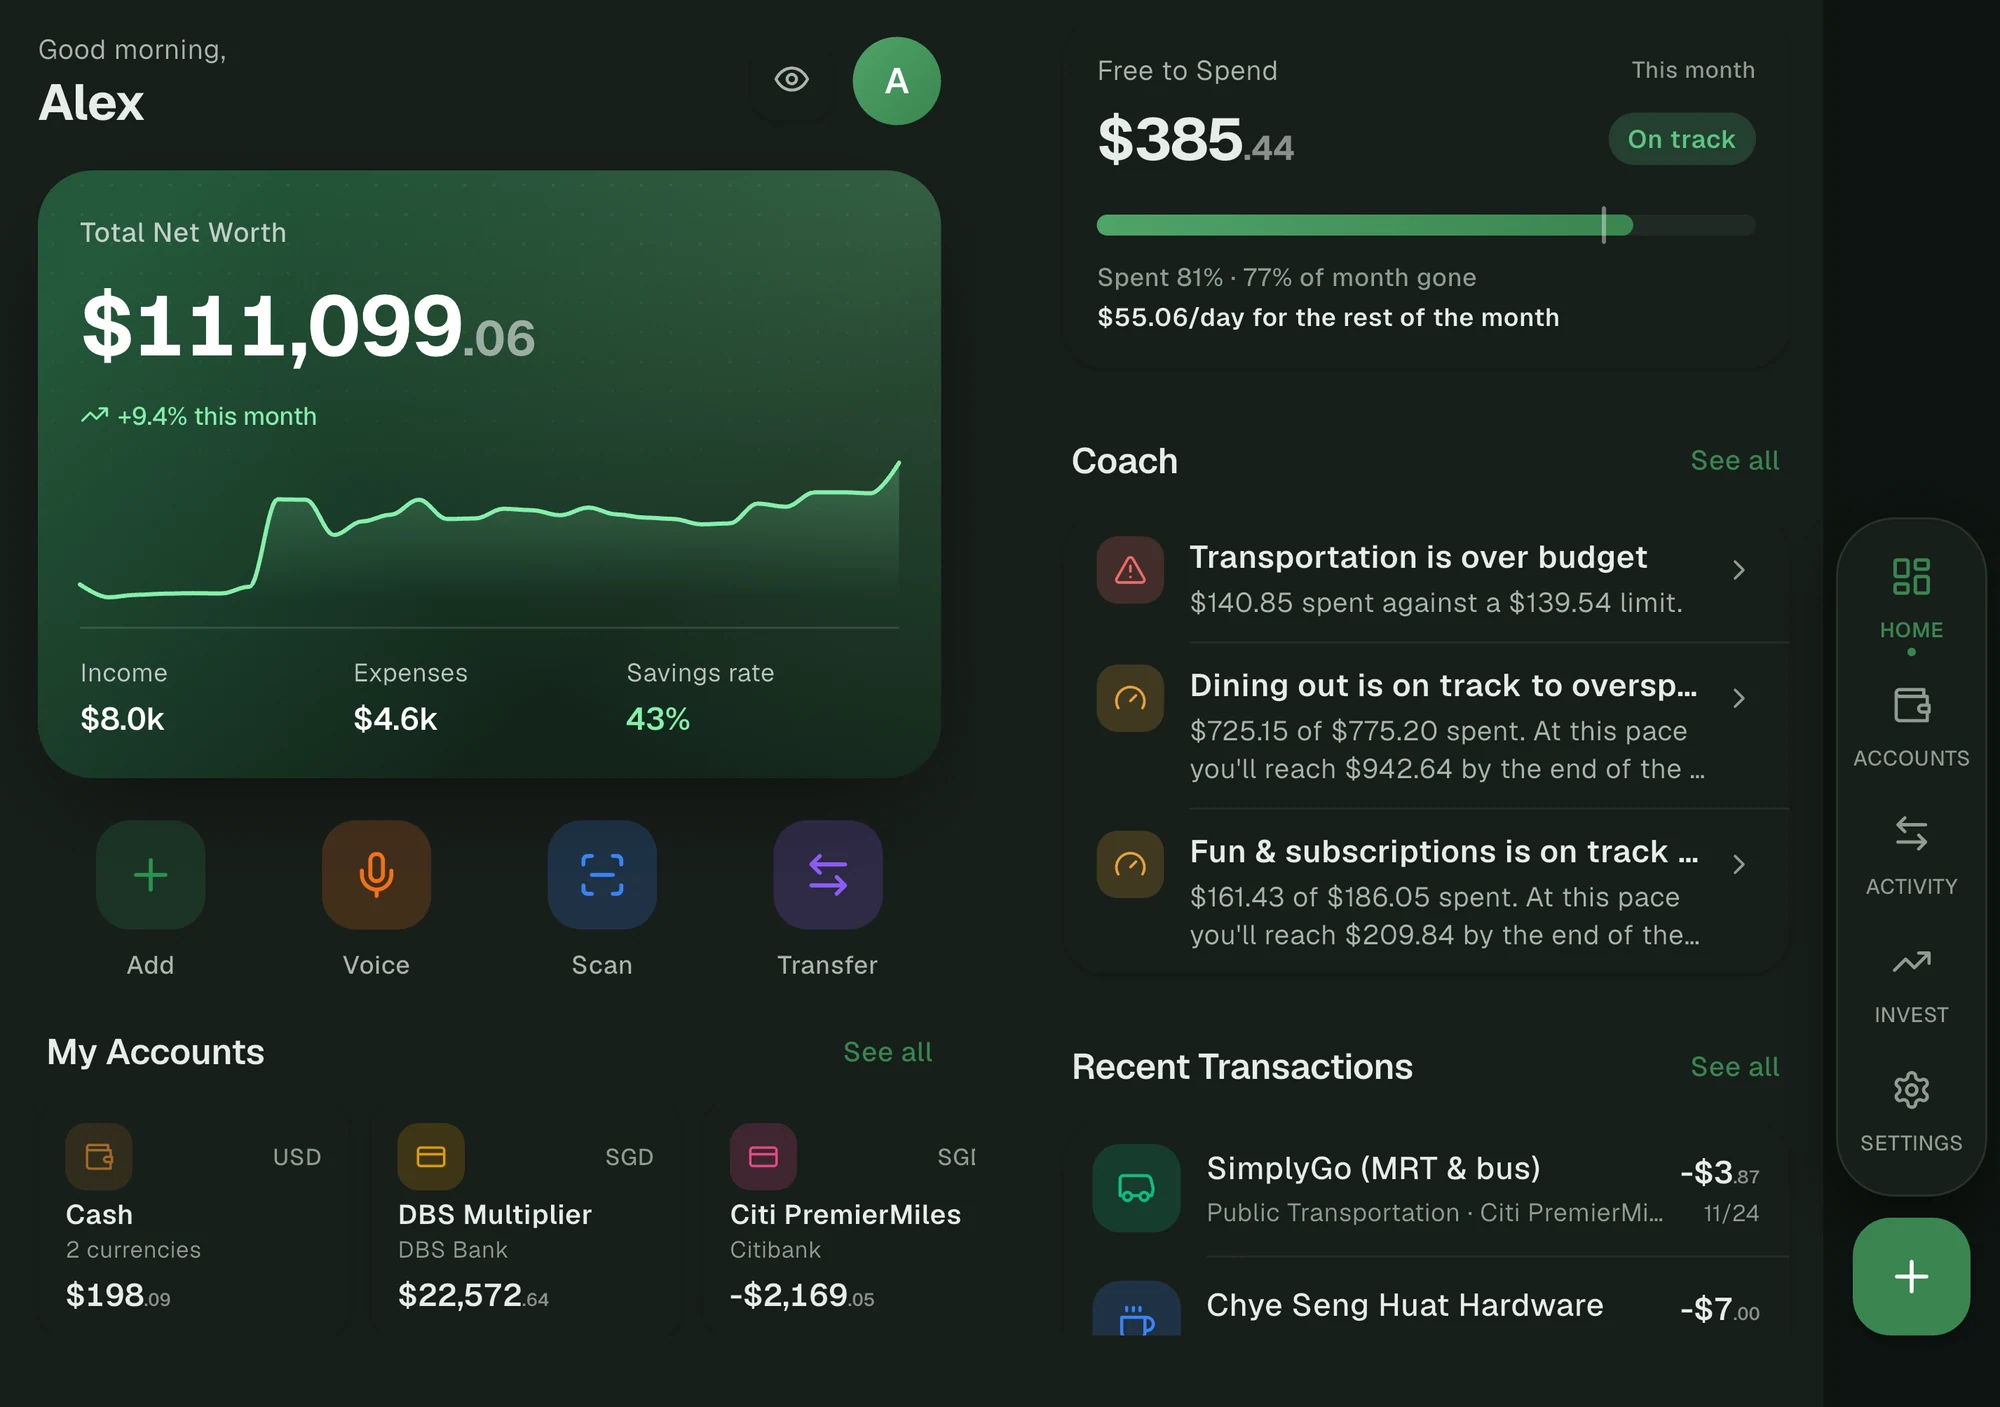 Good morning,
Alex
A
Total Net Worth
$111,099.06
+9.4% this month
Income
$8.0k
Expenses
$4.6k
Savings rate
43%
Add
Voice
Scan
Transfer
My Accounts
See all
USD
Cash
2 currencies
$198.09
SGD
DBS Multiplier
DBS Bank
$22,572.64
SGD
Citi PremierMiles
Citibank
-$2,169.05
Free to Spend
This month
$385.44
On track
Spent 81% · 77% of month gone
$55.06/day for the rest of the month
Coach
See all
Transportation is over budget
$140.85 spent against a $139.54 limit.
Dining out is on track to oversp...
$725.15 of $775.20 spent. At this pace
you'll reach $942.64 by the end of the ...
Fun & subscriptions is on track ...
$161.43 of $186.05 spent. At this pace
you'll reach $209.84 by the end of the...
Recent Transactions
See all
SimplyGo (MRT & bus)
-$3.87
Public Transportation · Citi PremierMi...
11/24
Chye Seng Huat Hardware
-$7.00
HOME
ACCOUNTS
ACTIVITY
INVEST
SETTINGS